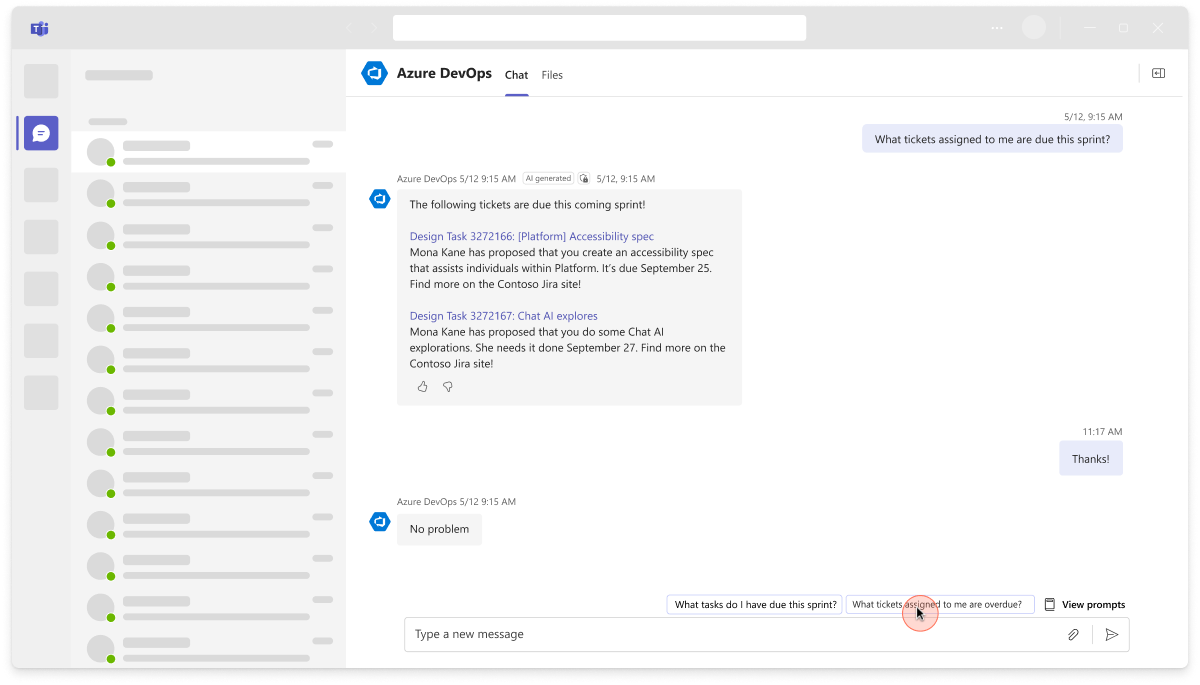 Azure DevOps Chat Files
5/12, 9:15 AM
What tickets assigned to me are due this sprint?
Azure DevOps 5/12 9:15 AM AI generated 5/12, 9:15 AM
The following tickets are due this coming sprint!
Design Task 3272166: [Platform] Accessibility spec
Mona Kane has proposed that you create an accessibility spec
that assists individuals within Platform. It's due September 25.
Find more on the Contoso Jira site!
Design Task 3272167: Chat AI explores
Mona Kane has proposed that you do some Chat AI
explorations. She needs it done September 27. Find more on the
Contoso Jira site!
11:17 AM
Thanks!
Azure DevOps 5/12 9:15 AM
No problem
What tasks do I have due this sprint? What tickets assigned to me are overdue? View prompts
Type a new message